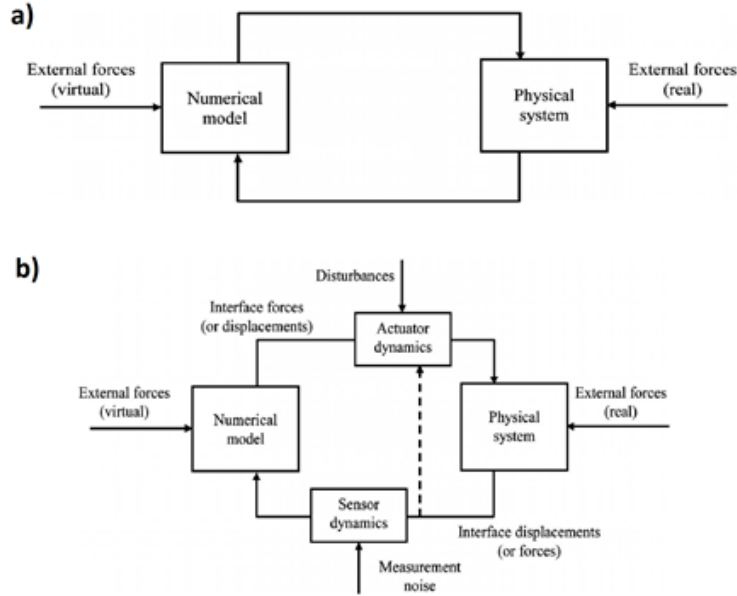 a)
External forces
(virtual)
Numerical
model
Physical
system
External forces
(real)
b)
Disturbances
Interface forces
(or displacements)
Actuator
dynamics
External forces
(virtual)
Numerical
model
Physical
system
External forces
(real)
Sensor
dynamics
Interface displacements
(or forces)
Measurement
noise